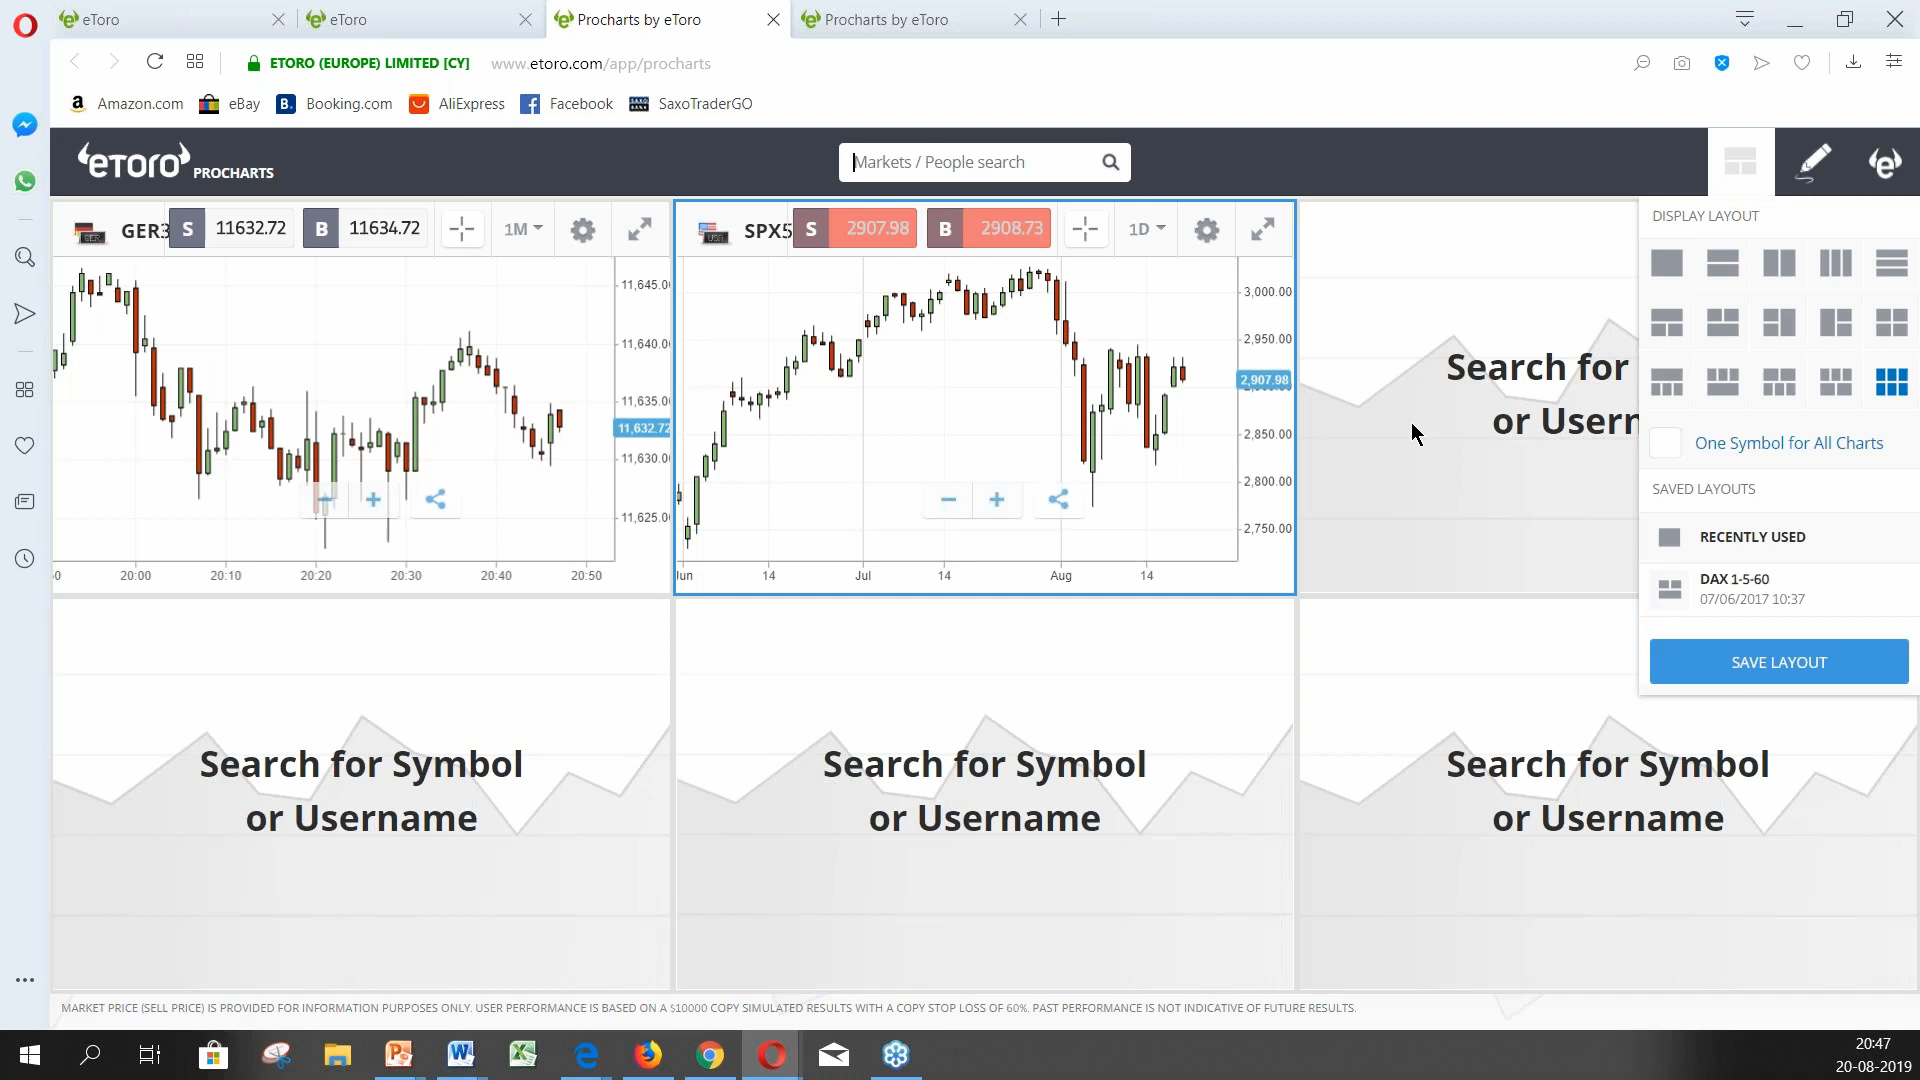 eToro
eToro
Procharts by eToro
Procharts by eToro
ETORO (EUROPE) LIMITED [CY]
www.etoro.com/app/procharts
Amazon.com
eBay
B. Booking.com
AliExpress
Facebook
SaxoTraderGO
eTORO PROCHARTS
Markets / People search
GER3
S 11632.72
B 11634.72
1M
SPX5
S 2907.98
B 2908.73
1D
11,645.0
11,640.0
11,635.0
11,632.72
11,630.0
11,625.0
20:00
20:10
20:20
20:30
20:40
20:50
3,000.00
2,950.00
2,907.98
2,850.00
2,800.00
2,750.00
14
Jul
14
Aug
14
Search for
or Usern
DISPLAY LAYOUT
One Symbol for All Charts
SAVED LAYOUTS
RECENTLY USED
DAX 1-5-60
07/06/2017 10:37
SAVE LAYOUT
Search for Symbol
or Username
Search for Symbol
or Username
Search for Symbol
or Username
MARKET PRICE (SELL PRICE) IS PROVIDED FOR INFORMATION PURPOSES ONLY. USER PERFORMANCE IS BASED ON A $10000 COPY SIMULATED RESULTS WITH A COPY STOP LOSS OF 60%. PAST PERFORMANCE IS NOT INDICATIVE OF FUTURE RESULTS.
20:47
20-08-2019